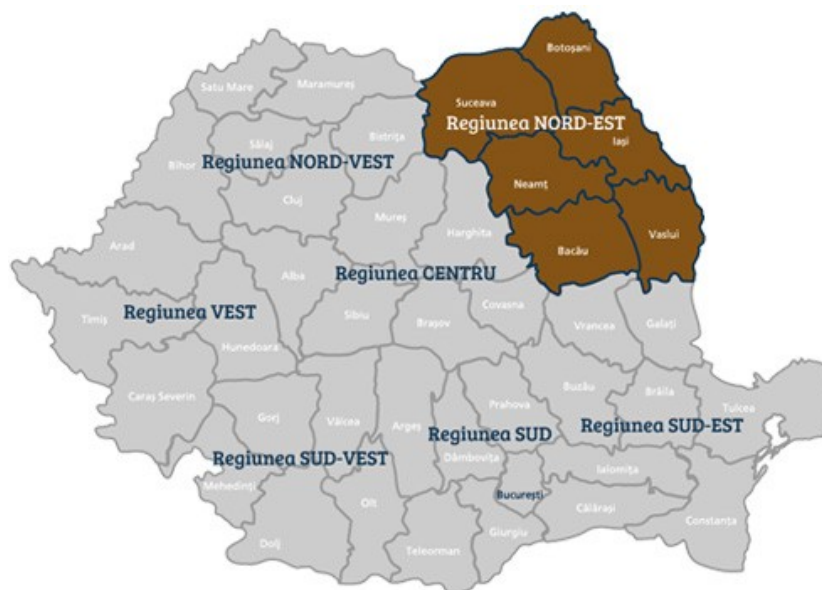 Botoșani
Satu Mare
Maramureș
Suceava
Regiunea NORD-EST
Iași
Sălaj
Bistrița
Regiunea NORD-VEST
Bihor
Neamț
Cluj
Mureș
Harghita
Vaslui
Arad
Bacău
Alba
Regiunea CENTRU
Covasna
Timiș
Regiunea VEST
Sibiu
Brașov
Vrancea
Galați
Hunedoara
Caraș Severin
Buzău
Brăila
Prahova
Tulcea
Gorj
Vâlcea
Argeș
Regiunea SUD
Regiunea SUD-EST
Regiunea SUD-VEST
Dâmbovița
Ialomița
Mehedinți
București
Olt
Călărași
Constanța
Giurgiu
Dolj
Teleorman